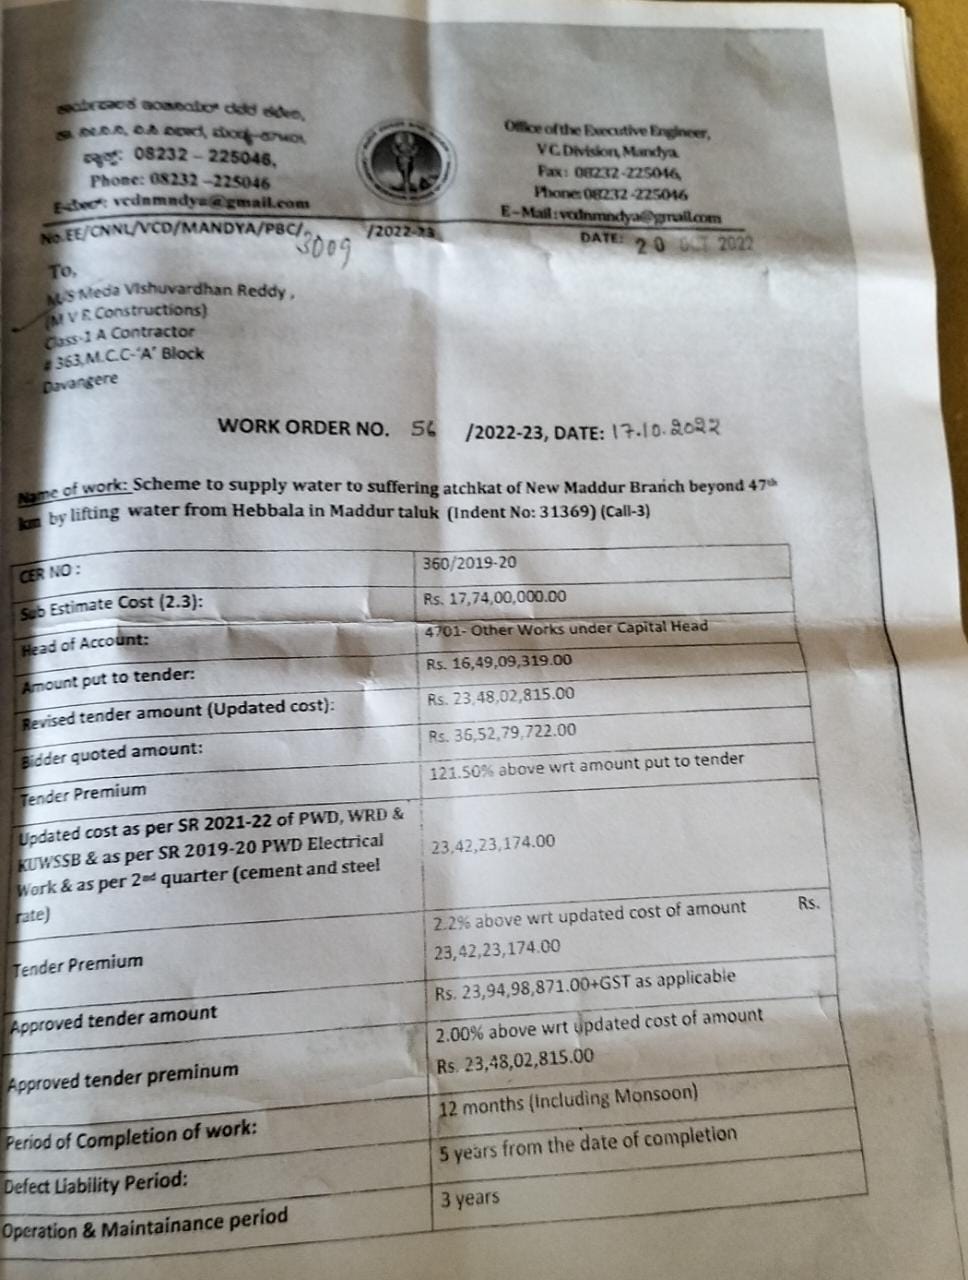 08232 – 225046,
Phone: 08232 –225046
vcdnmndya@gmail.com
Office of the Executive Engineer,
V C Division, Mandya.
Fax: 08232-225046,
Phone: 08232-225046
E-Mail: vcdnmndya@gmail.com
No.EE/CNNL/VCD/MANDYA/PBC/ 3009 /2022-23
DATE: 20 OCT 2022
To,
M/S Meda Vishuvardhan Reddy ,
(M V R Constructions)
Class-1 A Contractor
# 363,M.C.C-"A" Block
Davangere
WORK ORDER NO. 56 /2022-23, DATE: 17.10.2022
Name of work: Scheme to supply water to suffering atchkat of New Maddur Branch beyond 47th
km by lifting water from Hebbala in Maddur taluk (Indent No: 31369) (Call-3)
CER NO :
360/2019-20
Sub Estimate Cost (2.3):
Rs. 17,74,00,000.00
Head of Account:
4701- Other Works under Capital Head
Amount put to tender:
Rs. 16,49,09,319.00
Revised tender amount (Updated cost):
Rs. 23,48,02,815.00
Bidder quoted amount:
Rs. 36,52,79,722.00
Tender Premium
121.50% above wrt amount put to tender
Updated cost as per SR 2021-22 of PWD, WRD &
KUWSSB & as per SR 2019-20 PWD Electrical
Work & as per 2nd quarter (cement and steel
rate)
23,42,23,174.00
Tender Premium
2.2% above wrt updated cost of amount Rs.
23,42,23,174.00
Approved tender amount
Rs. 23,94,98,871.00+GST as applicable
Approved tender preminum
2.00% above wrt updated cost of amount
Rs. 23,48,02,815.00
Period of Completion of work:
12 months (Including Monsoon)
Defect Liability Period:
5 years from the date of completion
Operation & Maintainance period
3 years